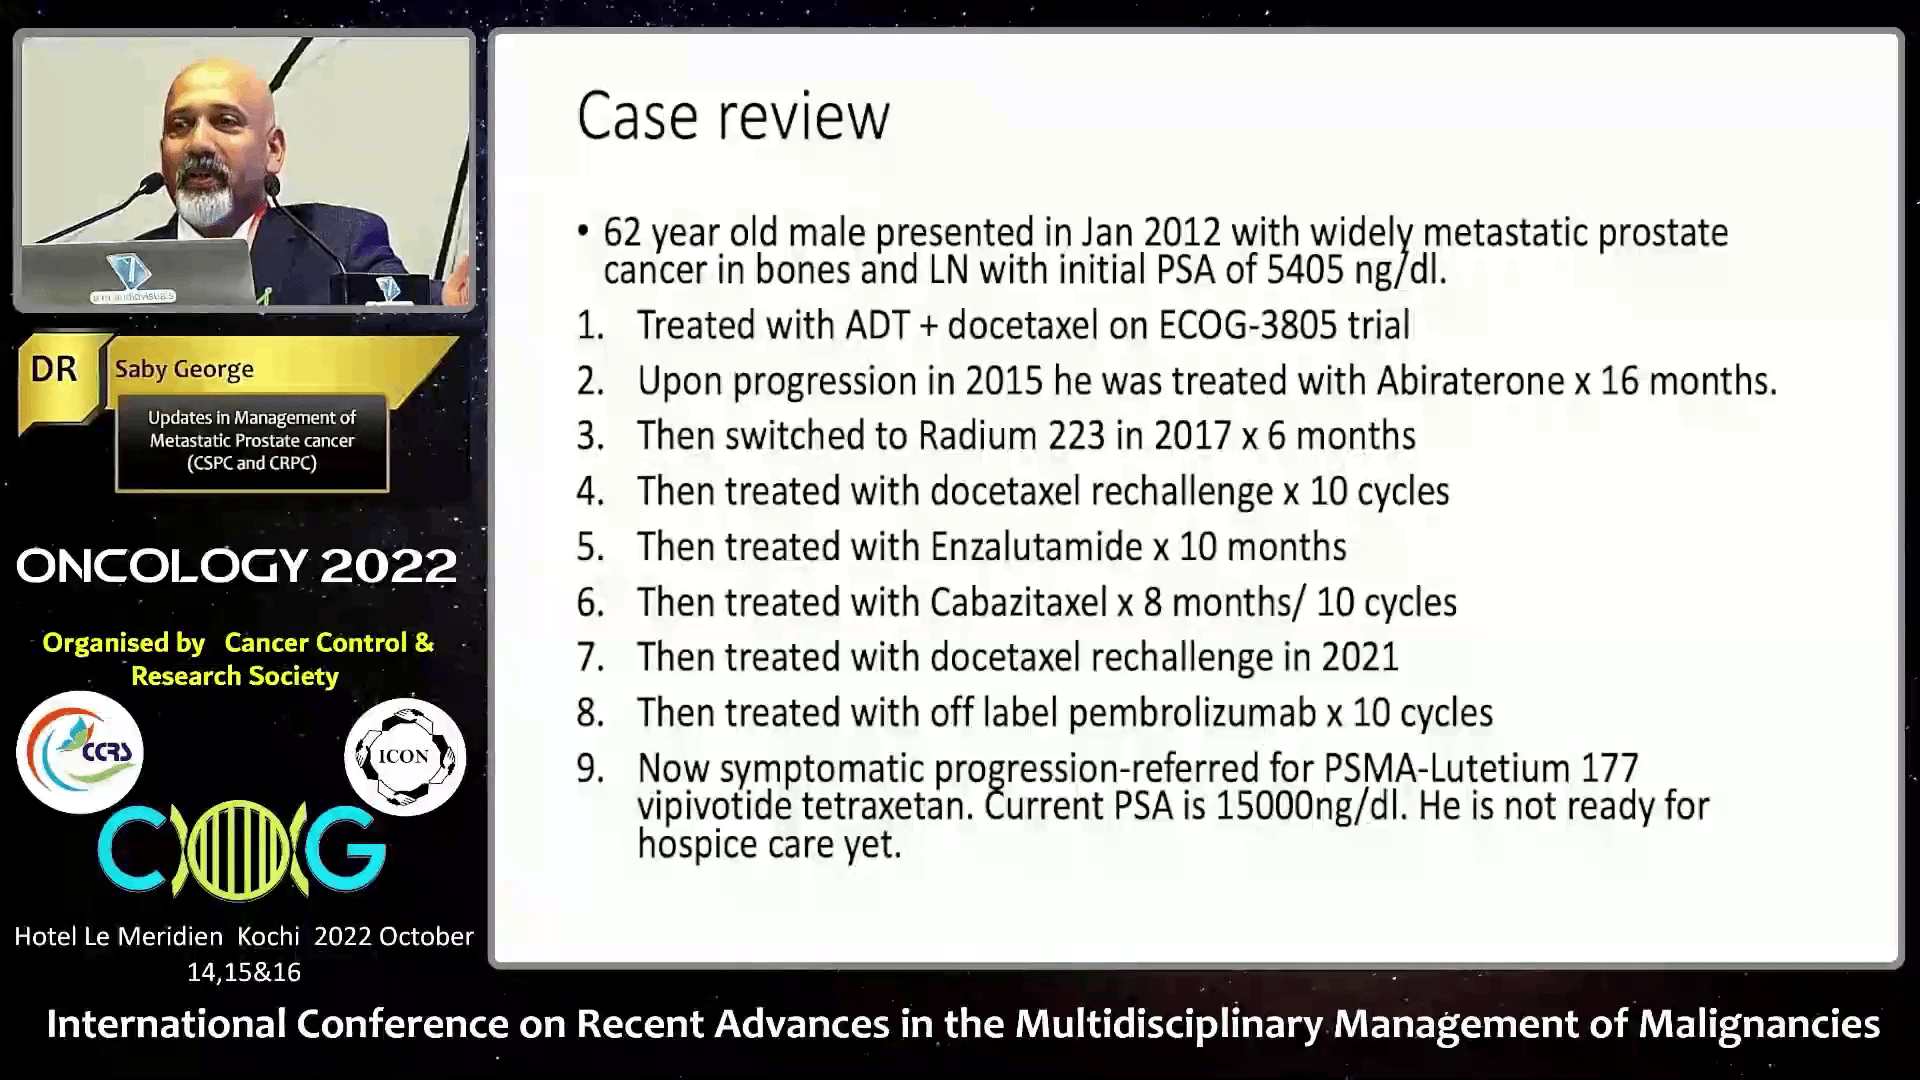 Case review
• 62 year old male presented in Jan 2012 with widely metastatic prostate
cancer in bones and LN with initial PSA of 5405 ng/dl.
1. Treated with ADT + docetaxel on ECOG-3805 trial
2. Upon progression in 2015 he was treated with Abiraterone x 16 months.
3. Then switched to Radium 223 in 2017 x 6 months
4. Then treated with docetaxel rechallenge x 10 cycles
5. Then treated with Enzalutamide x 10 months
6. Then treated with Cabazitaxel x 8 months/ 10 cycles
7. Then treated with docetaxel rechallenge in 2021
8. Then treated with off label pembrolizumab x 10 cycles
9. Now symptomatic progression-referred for PSMA-Lutetium 177
vipivotide tetraxetan. Current PSA is 15000ng/dl. He is not ready for
hospice care yet.
DR Saby George
Updates in Management of
Metastatic Prostate cancer
(CSPC and CRPC)
ONCOLOGY 2022
Organised by Cancer Control &
Research Society
CCRS
ICON
COG
Hotel Le Meridien Kochi 2022 October
14,15&16
International Conference on Recent Advances in the Multidisciplinary Management of Malignancies